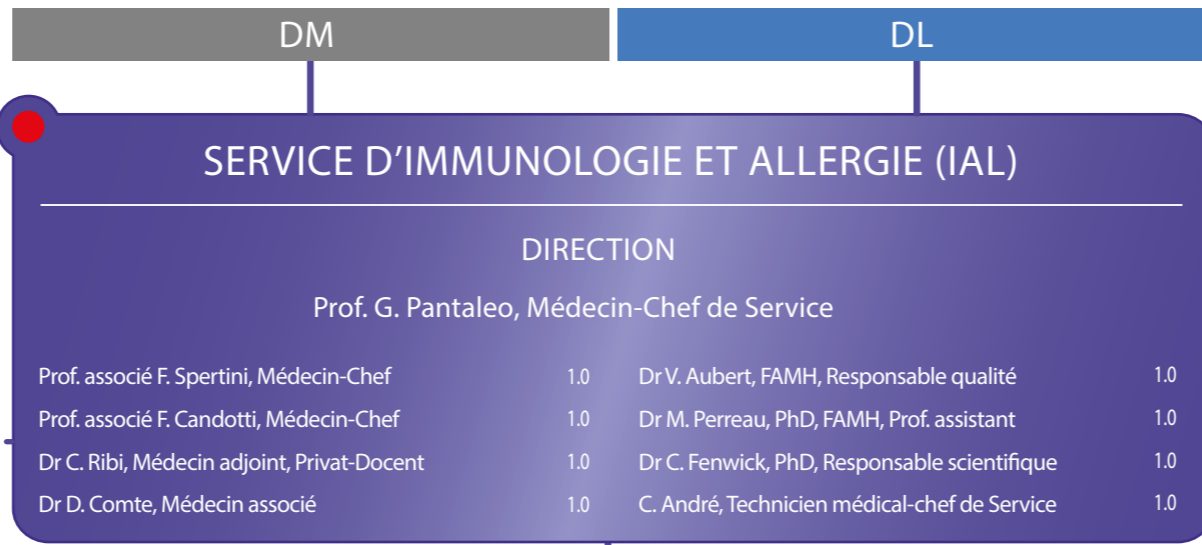 DM
DL
SERVICE D'IMMUNOLOGIE ET ALLERGIE (IAL)
DIRECTION
Prof. G. Pantaleo, Médecin-Chef de Service
Prof. associé F. Spertini, Médecin-Chef 1.0
Prof. associé F. Candotti, Médecin-Chef 1.0
Dr C. Ribi, Médecin adjoint, Privat-Docent 1.0
Dr D. Comte, Médecin associé 1.0
Dr V. Aubert, FAMH, Responsable qualité 1.0
Dr M. Perreau, PhD, FAMH, Prof. assistant 1.0
Dr C. Fenwick, PhD, Responsable scientifique 1.0
C. André, Technicien médical-chef de Service 1.0